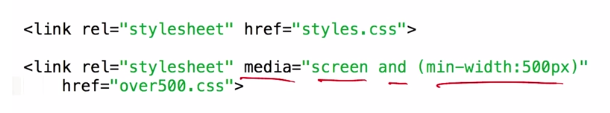 <link rel="stylesheet" href="styles.css">
<link rel="stylesheet" media="screen and (min-width:500px)"
href="over500.css">